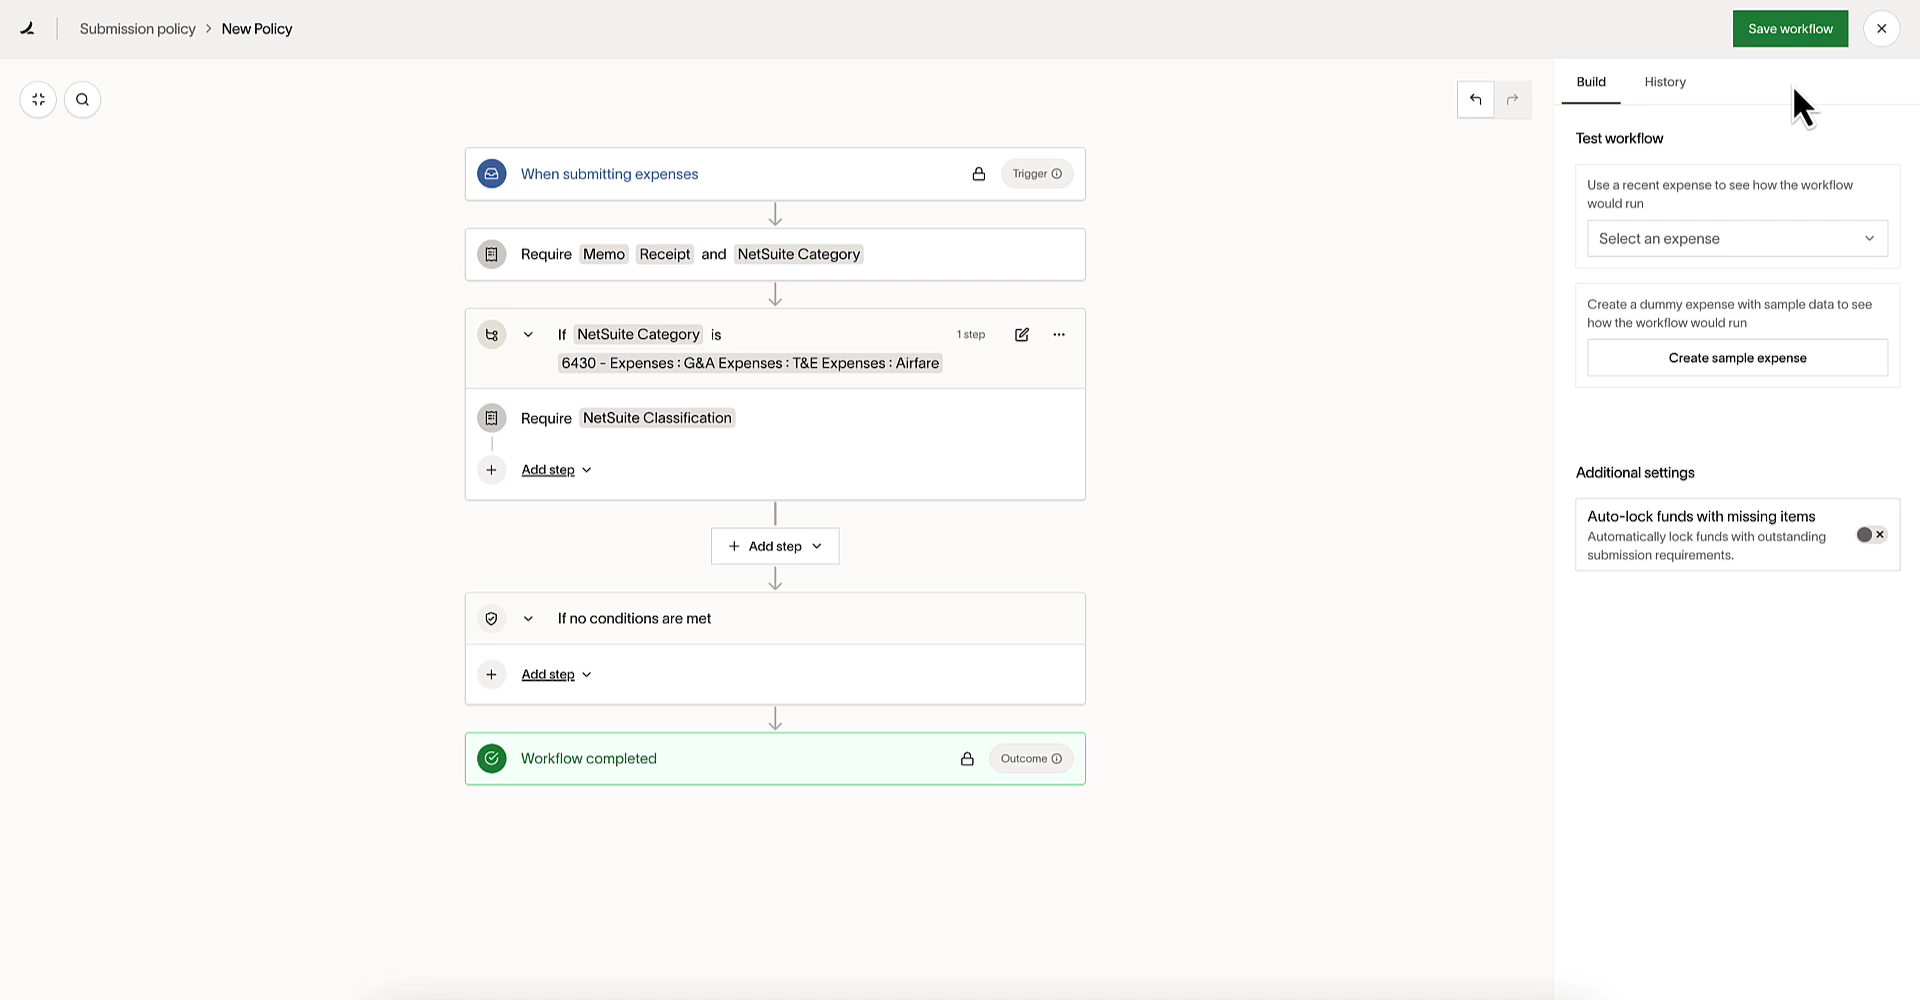 Submission policy > New Policy
Save workflow
Build History
When submitting expenses
Trigger
Test workflow
Use a recent expense to see how the workflow
would run
Select an expense
Require Memo Receipt and NetSuite Category
Create a dummy expense with sample data to see
how the workflow would run
Create sample expense
If NetSuite Category is
1 step
6430 - Expenses : G&A Expenses : T&E Expenses : Airfare
Require NetSuite Classification
Add step
Additional settings
Auto-lock funds with missing items
Automatically lock funds with outstanding
submission requirements.
+ Add step
If no conditions are met
Add step
Workflow completed
Outcome